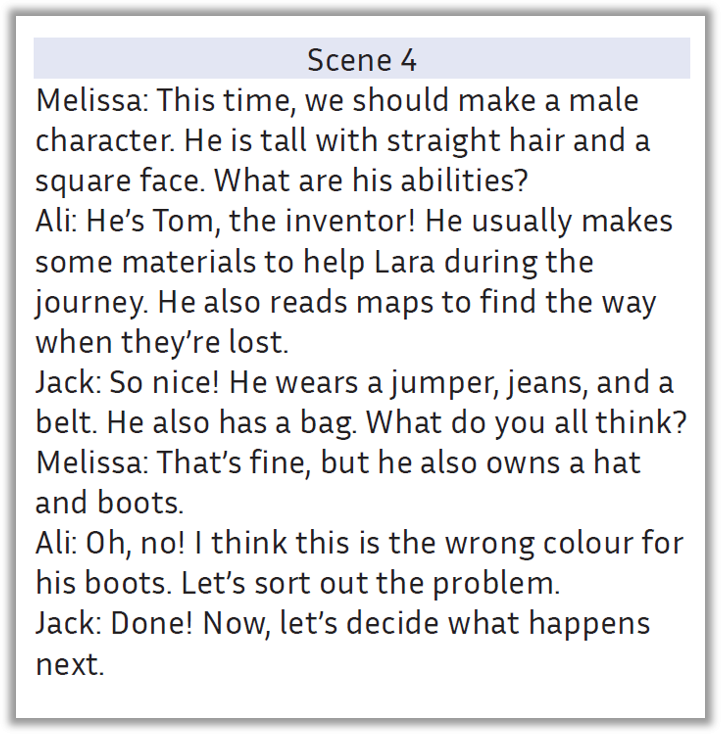 Scene 4
Melissa: This time, we should make a male
character. He is tall with straight hair and a
square face. What are his abilities?
Ali: He’s Tom, the inventor! He usually makes
some materials to help Lara during the
journey. He also reads maps to find the way
when they’re lost.
Jack: So nice! He wears a jumper, jeans, and a
belt. He also has a bag. What do you all think?
Melissa: That’s fine, but he also owns a hat
and boots.
Ali: Oh, no! I think this is the wrong colour for
his boots. Let’s sort out the problem.
Jack: Done! Now, let’s decide what happens
next.